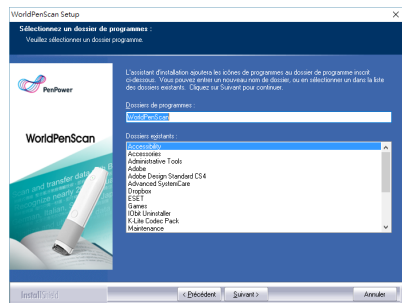 WorldPenScan Setup
Sélectionnez un dossier de programmes :
Veuillez sélectionner un dossier programme.
PenPower
WorldPenScan
L'assistant d'installation ajoutera les icônes de programmes au dossier de programme inscrit
ci-dessous. Vous pouvez entrer un nouveau nom de dossier, ou en sélectionner un dans la liste
des dossiers existants. Cliquez sur Suivant pour continuer.
Dossiers de programmes :
WorldPenScan
Dossiers existants :
Accessibility
Accessories
Administrative Tools
Adobe
Adobe Design Standard CS4
Advanced SystemCare
Dropbox
ESET
Games
IObit Uninstaller
K-Lite Codec Pack
Maintenance
InstallShield
< Précédent
Suivant >
Annuler